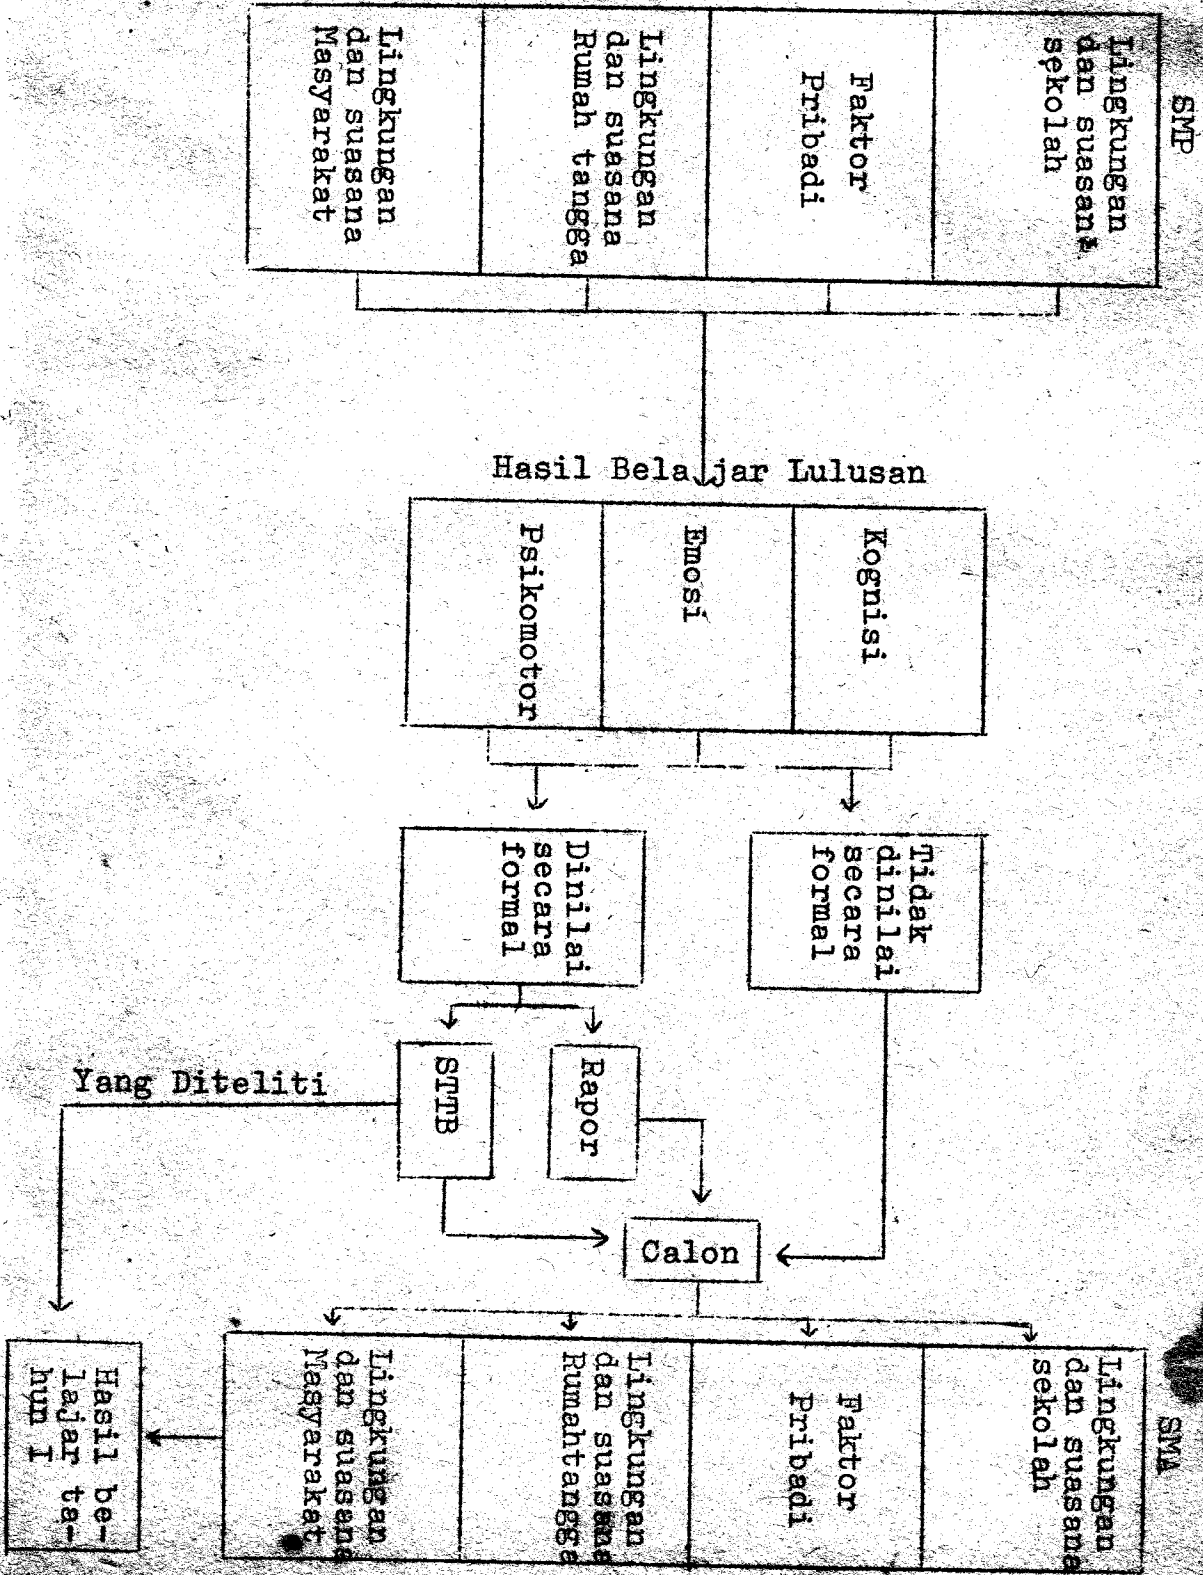 SMP
Lingkungan
dan suasana
sekolah
Faktor
Pribadi
Lingkungan
dan suasana
Rumah tangga
Lingkungan
dan suasana
Masyarakat
Hasil Belajar Lulusan
Kognisi
Emosi
Psikomotor
Tidak
dinilai
secara
formal
Dinilai
secara
formal
Rapor
STTB
Yang Diteliti
Calon
SMA
Lingkungan
dan suasana
sekolah
Faktor
Pribadi
Lingkungan
dan suasana
Rumahtangga
Lingkungan
dan suasana
Masyarakat
Hasil be-
lajar ta-
hun I